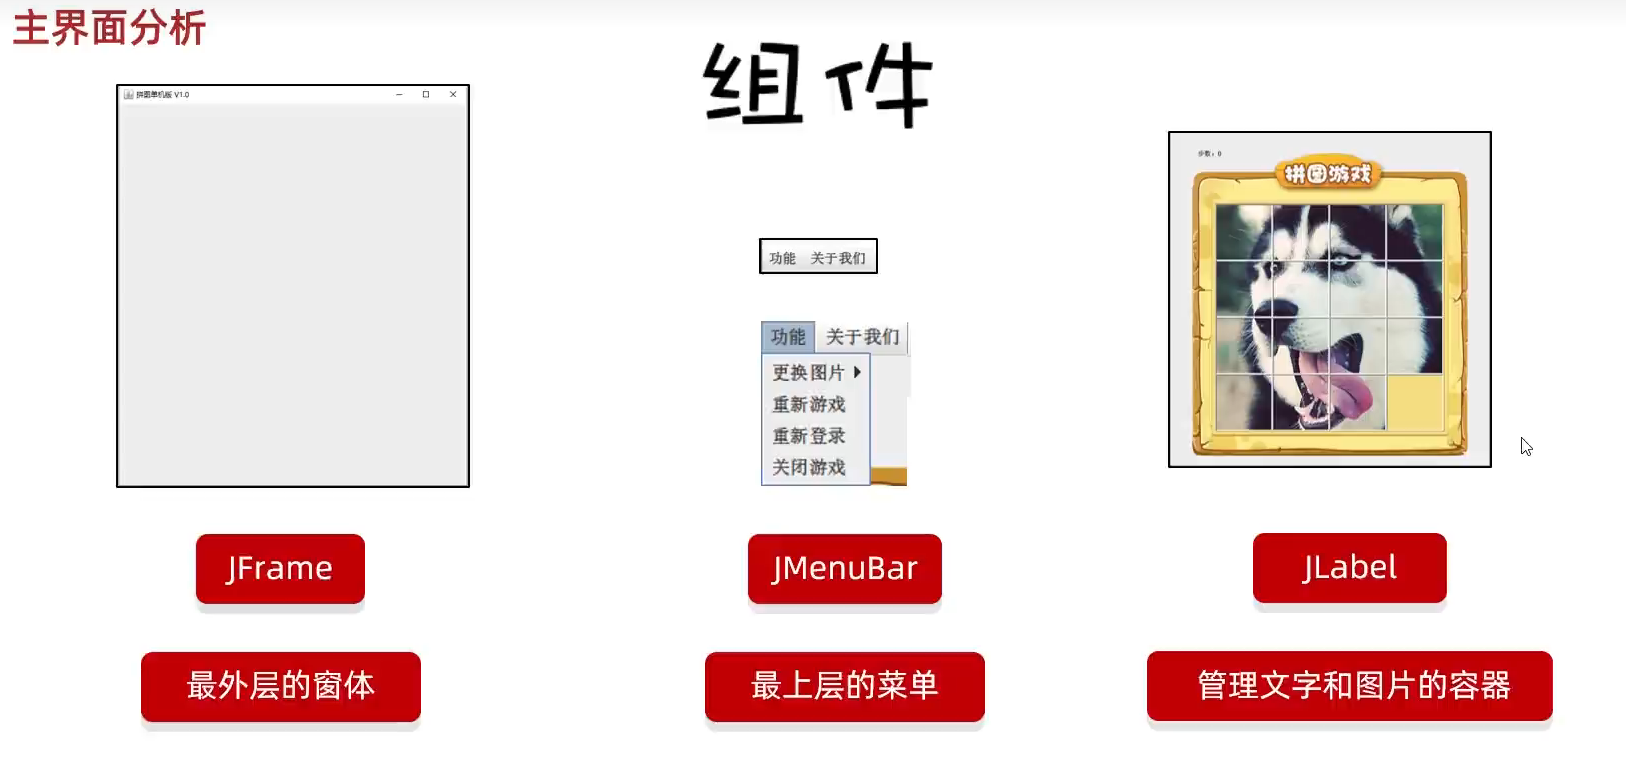 主界面分析
组件
拼图单机版 V1.0
功能 关于我们
功能 关于我们
更换图片
重新游戏
重新登录
关闭游戏
步数：0
拼图游戏
JFrame
JMenuBar
JLabel
最外层的窗体
最上层的菜单
管理文字和图片的容器